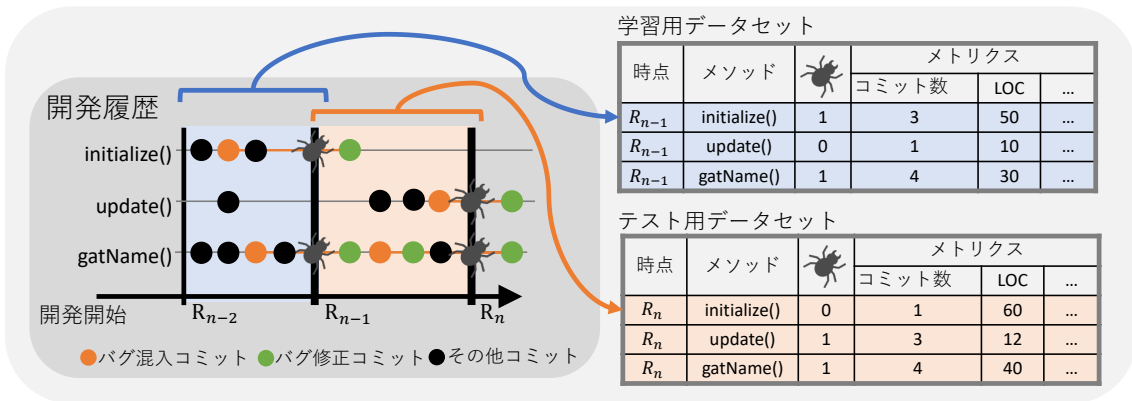 開発履歴
initialize()
update()
gatName()
開発開始
R_{n-2}
R_{n-1}
R_n
バグ混入コミット
バグ修正コミット
その他コミット
学習用データセット
時点 メソッド メトリクス
コミット数 LOC ...
R_{n-1} initialize() 1 3 50 ...
R_{n-1} update() 0 1 10 ...
R_{n-1} gatName() 1 4 30 ...
テスト用データセット
時点 メソッド メトリクス
コミット数 LOC ...
R_n initialize() 0 1 60 ...
R_n update() 1 3 12 ...
R_n gatName() 1 4 40 ...